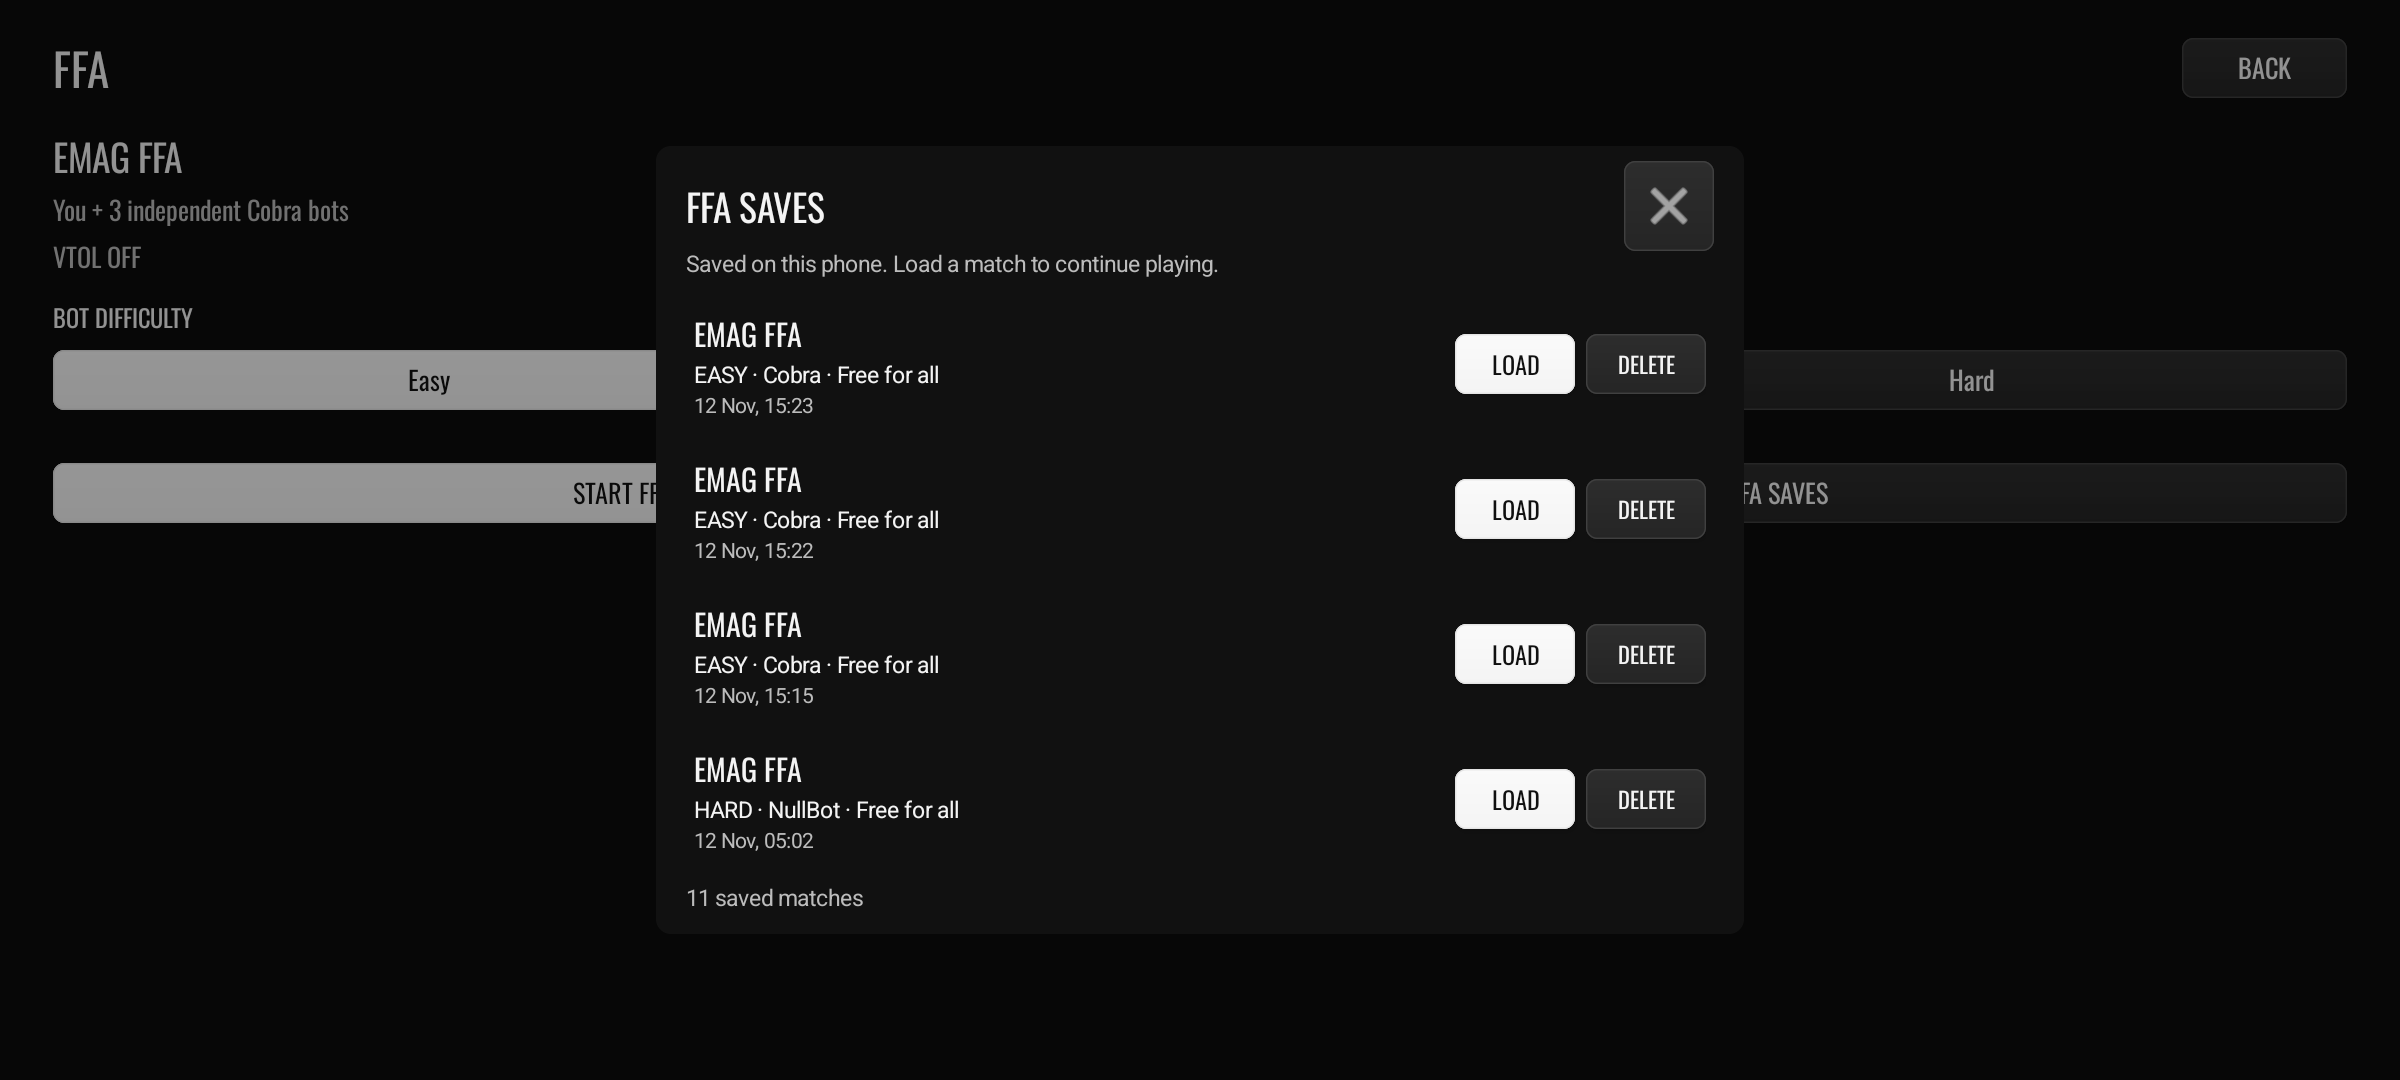 FFA
BACK
EMAG FFA
You + 3 independent Cobra bots
VTOL OFF
BOT DIFFICULTY
Easy
Hard
START FF
FA SAVES
FFA SAVES
Saved on this phone. Load a match to continue playing.
EMAG FFA
EASY · Cobra · Free for all
12 Nov, 15:23
LOAD
DELETE
EMAG FFA
EASY · Cobra · Free for all
12 Nov, 15:22
LOAD
DELETE
EMAG FFA
EASY · Cobra · Free for all
12 Nov, 15:15
LOAD
DELETE
EMAG FFA
HARD · NullBot · Free for all
12 Nov, 05:02
LOAD
DELETE
11 saved matches